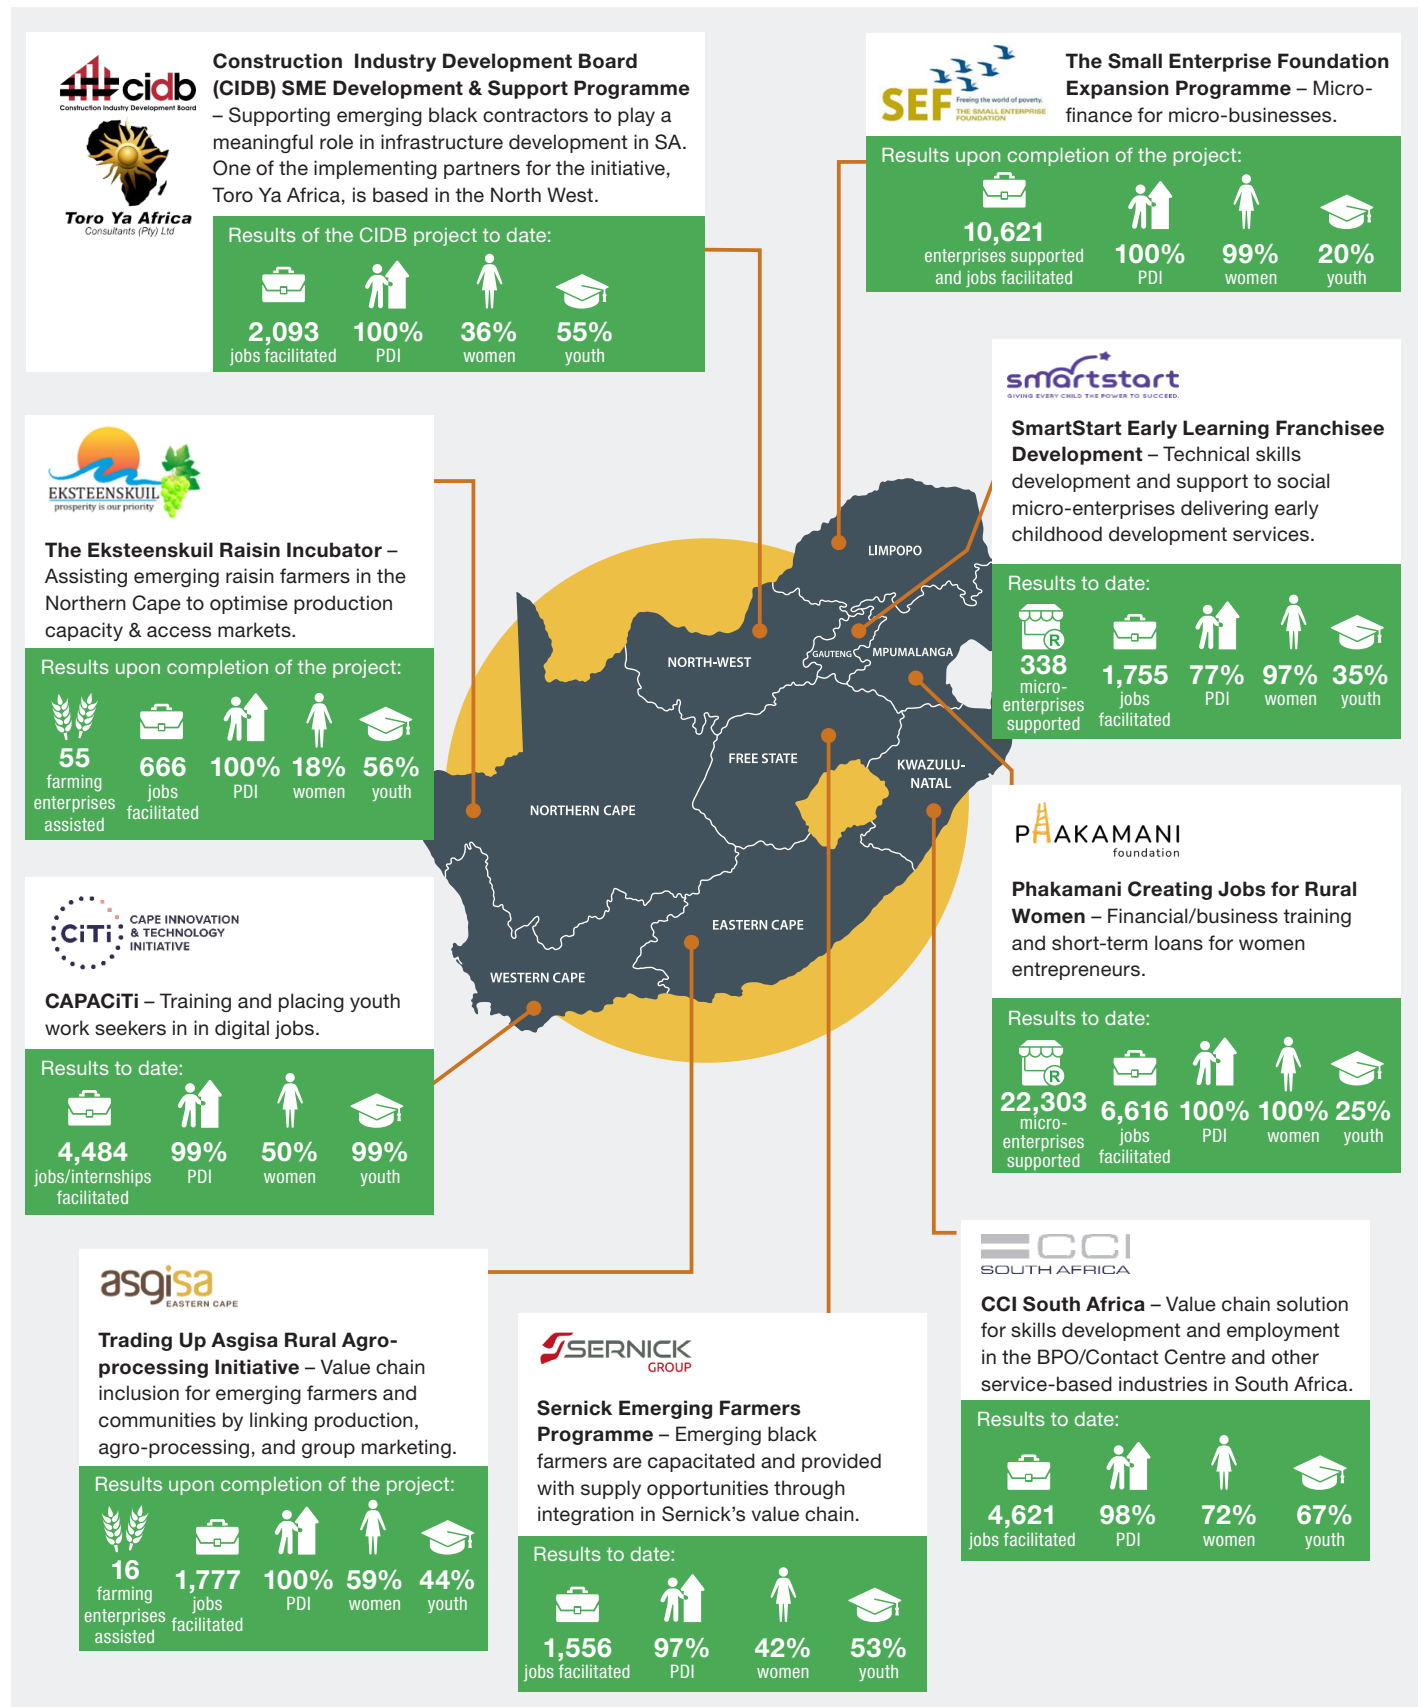 cidb
Construction Industry Development Board
Toro Ya Africa
Consultants (Pty) Ltd
Construction Industry Development Board
(CIDB) SME Development & Support Programme
– Supporting emerging black contractors to play a
meaningful role in infrastructure development in SA.
One of the implementing partners for the initiative,
Toro Ya Africa, is based in the North West.
Results of the CIDB project to date:
2,093
jobs facilitated
100%
PDI
36%
women
55%
youth
SEF
Freeing the world of poverty.
THE SMALL ENTERPRISE
FOUNDATION
The Small Enterprise Foundation
Expansion Programme – Micro-
finance for micro-businesses.
Results upon completion of the project:
10,621
enterprises supported
and jobs facilitated
100%
PDI
99%
women
20%
youth
smartstart
GIVING EVERY CHILD THE POWER TO SUCCEED.
SmartStart Early Learning Franchisee
Development – Technical skills
development and support to social
micro-enterprises delivering early
childhood development services.
Results to date:
R
338
micro-
enterprises
supported
1,755
jobs
facilitated
77%
PDI
97%
women
35%
youth
EKSTEENSKUIL
prosperity is our priority
The Eksteenskuil Raisin Incubator –
Assisting emerging raisin farmers in the
Northern Cape to optimise production
capacity & access markets.
Results upon completion of the project:
55
farming
enterprises
assisted
666
jobs
facilitated
100%
PDI
18%
women
56%
youth
LIMPOPO
NORTH-WEST
GAUTENG
MPUMALANGA
FREE STATE
KWAZULU-
NATAL
NORTHERN CAPE
EASTERN CAPE
WESTERN CAPE
PHAKAMANI
foundation
Phakamani Creating Jobs for Rural
Women – Financial/business training
and short-term loans for women
entrepreneurs.
Results to date:
R
22,303
micro-
enterprises
supported
6,616
jobs
facilitated
100%
PDI
100%
women
25%
youth
CiTi
CAPE INNOVATION
& TECHNOLOGY
INITIATIVE
CAPACiTi – Training and placing youth
work seekers in in digital jobs.
Results to date:
4,484
jobs/internships
facilitated
99%
PDI
50%
women
99%
youth
asgisa
EASTERN CAPE
Trading Up Asgisa Rural Agro-
processing Initiative – Value chain
inclusion for emerging farmers and
communities by linking production,
agro-processing, and group marketing.
Results upon completion of the project:
16
farming
enterprises
assisted
1,777
jobs
facilitated
100%
PDI
59%
women
44%
youth
SERNICK
GROUP
Sernick Emerging Farmers
Programme – Emerging black
farmers are capacitated and provided
with supply opportunities through
integration in Sernick's value chain.
Results to date:
1,556
jobs facilitated
97%
PDI
42%
women
53%
youth
CCI
SOUTH AFRICA
CCI South Africa – Value chain solution
for skills development and employment
in the BPO/Contact Centre and other
service-based industries in South Africa.
Results to date:
4,621
jobs facilitated
98%
PDI
72%
women
67%
youth